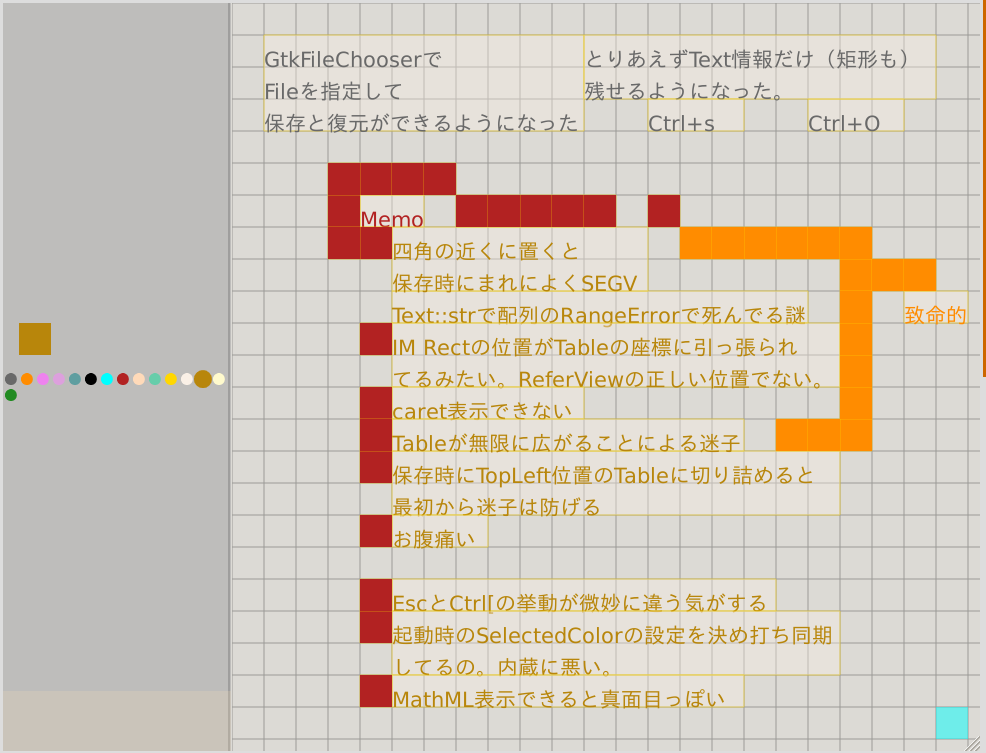 GtkFileChooserで
Fileを指定して
保存と復元ができるようになった
とりあえずText情報だけ（矩形も）
残せるようになった。
Ctrl+s
Ctrl+O
Memo
四角の近くに置くと
保存時にまれによくSEGV
Text::strで配列のRangeErrorで死んでる謎
致命的
IM Rectの位置がTableの座標に引っ張られ
てるみたい。ReferViewの正しい位置でない。
caret表示できない
Tableが無限に広がることによる迷子
保存時にTopLeft位置のTableに切り詰めると
最初から迷子は防げる
お腹痛い
EscとCtrl[の挙動が微妙に違う気がする
起動時のSelectedColorの設定を決め打ち同期
してるの。内蔵に悪い。
MathML表示できると真面目っぽい